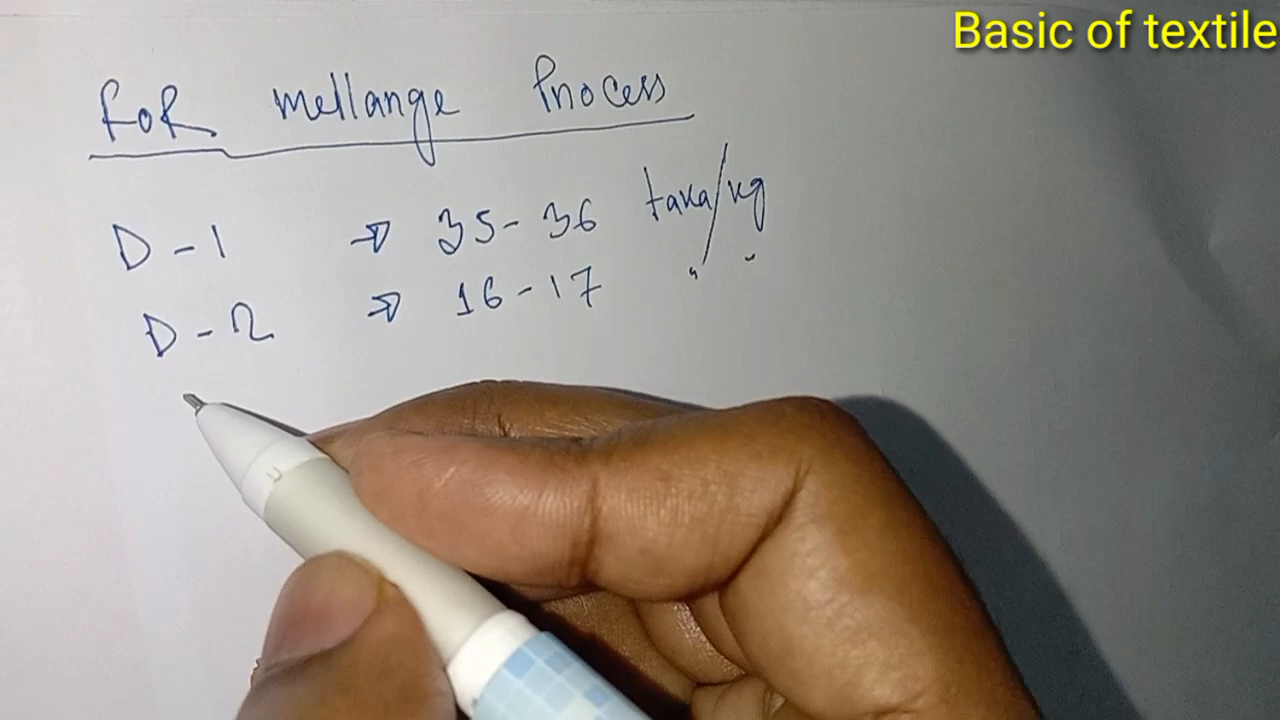 Basic of textile
FOR mellange Process
D-1 → 35-36 taka/kg
D-2 → 16-17 " "